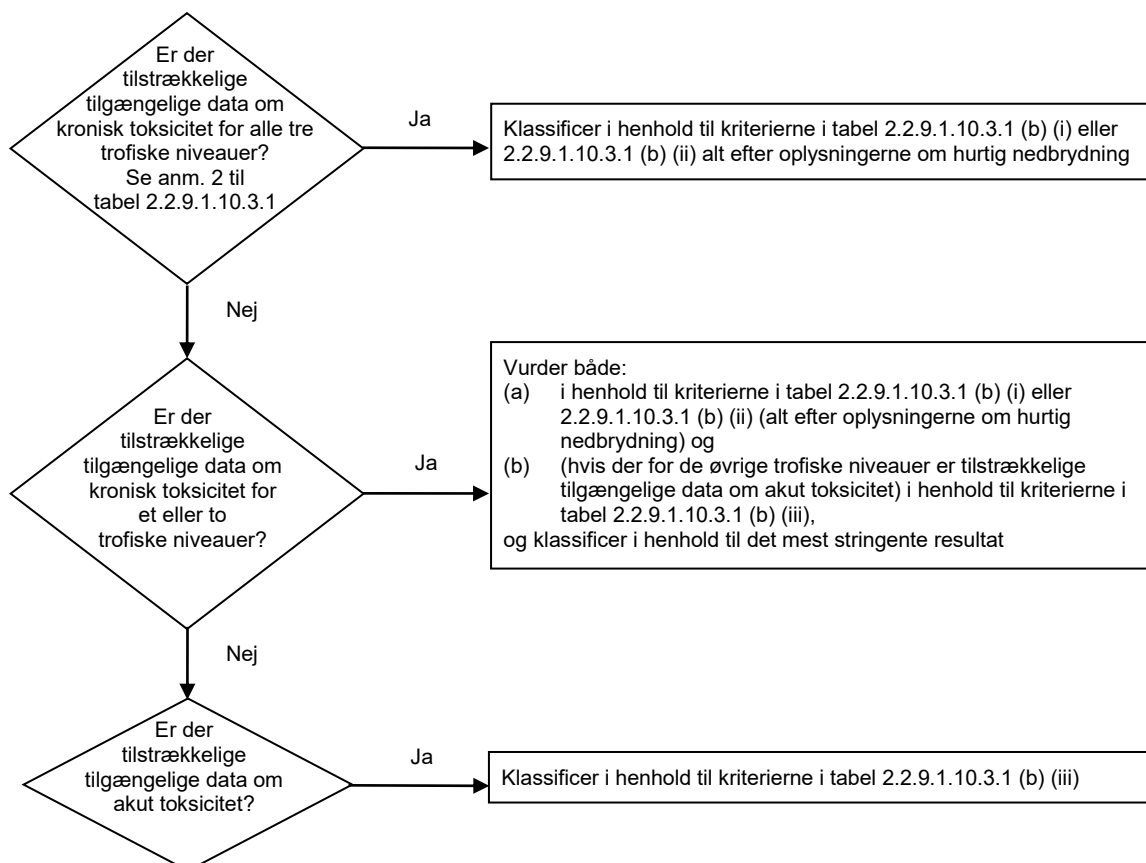 Er der
tilstrækkelige
tilgængelige data om
kronisk toksicitet for alle tre
trofiske niveauer?
Se anm. 2 til
tabel 2.2.9.1.10.3.1
Ja
Klassificer i henhold til kriterierne i tabel 2.2.9.1.10.3.1 (b) (i) eller
2.2.9.1.10.3.1 (b) (ii) alt efter oplysningerne om hurtig nedbrydning
Nej
Er der
tilstrækkelige
tilgængelige data om
kronisk toksicitet for
et eller to
trofiske niveauer?
Ja
Vurder både:
(a) i henhold til kriterierne i tabel 2.2.9.1.10.3.1 (b) (i) eller
2.2.9.1.10.3.1 (b) (ii) (alt efter oplysningerne om hurtig
nedbrydning) og
(b) (hvis der for de øvrige trofiske niveauer er tilstrækkelige
tilgængelige data om akut toksicitet) i henhold til kriterierne i
tabel 2.2.9.1.10.3.1 (b) (iii),
og klassificer i henhold til det mest stringente resultat
Nej
Er der
tilstrækkelige
tilgængelige data om
akut toksicitet?
Ja
Klassificer i henhold til kriterierne i tabel 2.2.9.1.10.3.1 (b) (iii)